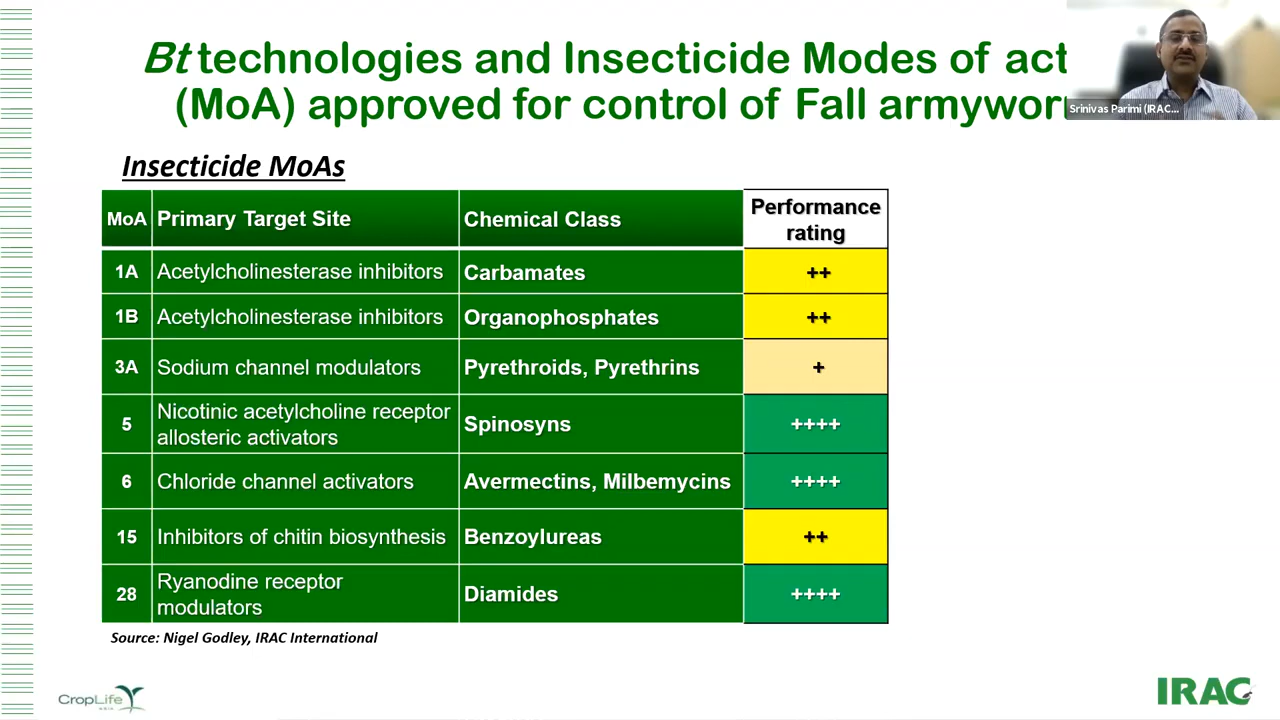 Bt technologies and Insecticide Modes of act
(MoA) approved for control of Fall armywor
Srinivas Parimi (IRAC...
Insecticide MoAs
MoA Primary Target Site Chemical Class Performance rating
1A Acetylcholinesterase inhibitors Carbamates ++
1B Acetylcholinesterase inhibitors Organophosphates ++
3A Sodium channel modulators Pyrethroids, Pyrethrins +
5 Nicotinic acetylcholine receptor allosteric activators Spinosyns ++++
6 Chloride channel activators Avermectins, Milbemycins ++++
15 Inhibitors of chitin biosynthesis Benzoylureas ++
28 Ryanodine receptor modulators Diamides ++++
Source: Nigel Godley, IRAC International
CropLife
ASIA
IRAC